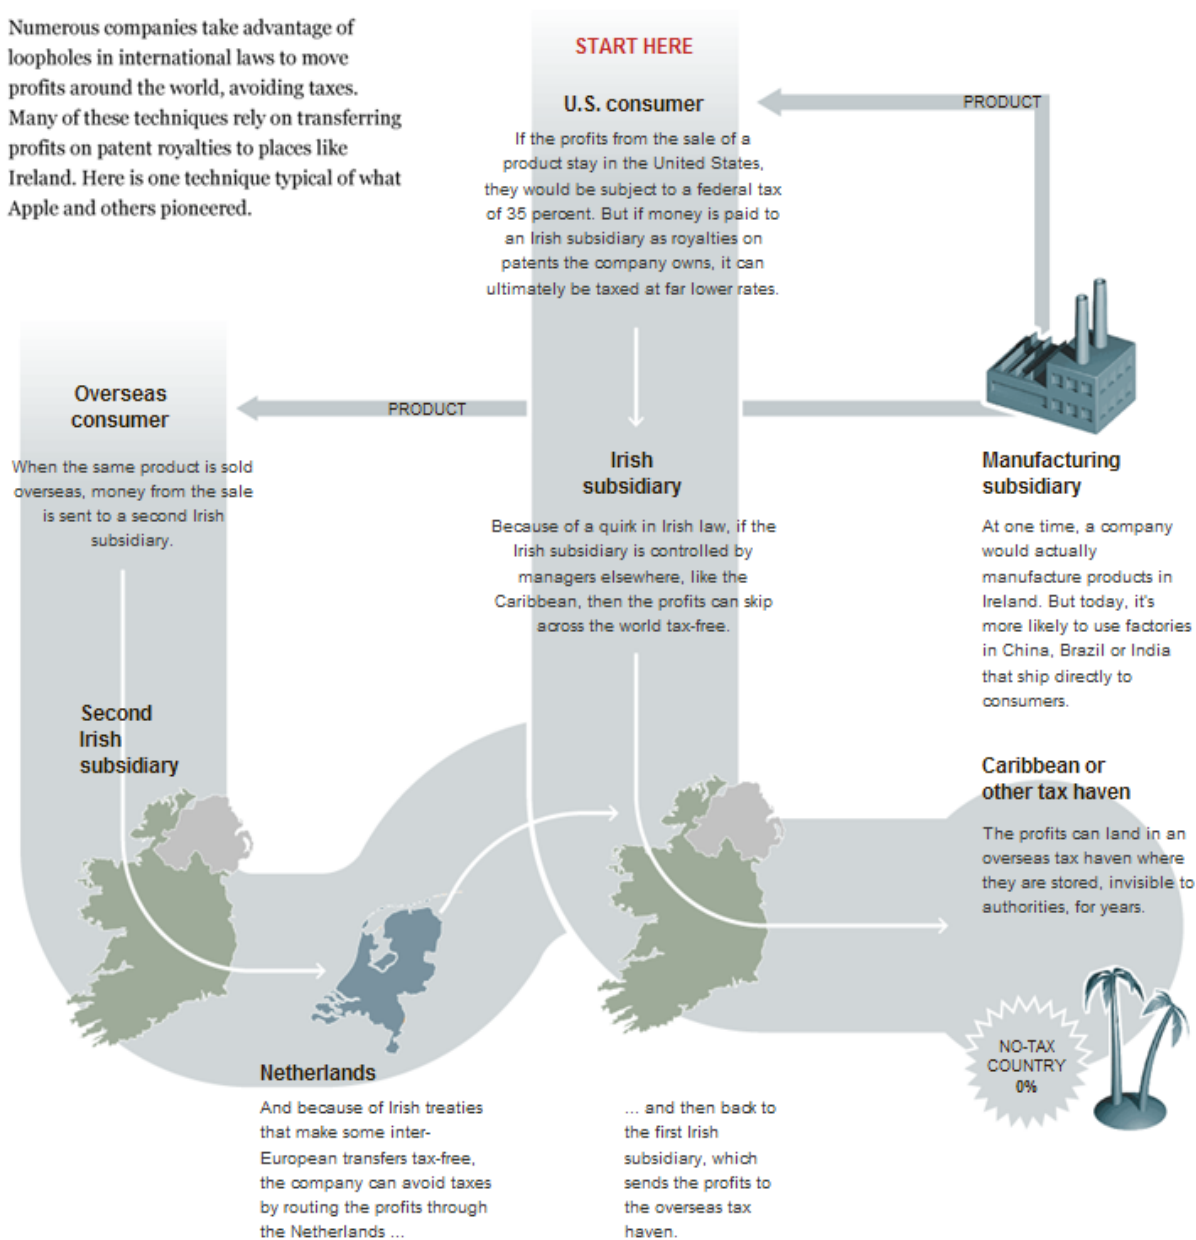 Numerous companies take advantage of
loopholes in international laws to move
profits around the world, avoiding taxes.
Many of these techniques rely on transferring
profits on patent royalties to places like
Ireland. Here is one technique typical of what
Apple and others pioneered.
START HERE
U.S. consumer
If the profits from the sale of a
product stay in the United States,
they would be subject to a federal tax
of 35 percent. But if money is paid to
an Irish subsidiary as royalties on
patents the company owns, it can
ultimately be taxed at far lower rates.
PRODUCT
Overseas
consumer
When the same product is sold
overseas, money from the sale
is sent to a second Irish
subsidiary.
PRODUCT
Irish
subsidiary
Because of a quirk in Irish law, if the
Irish subsidiary is controlled by
managers elsewhere, like the
Caribbean, then the profits can skip
across the world tax-free.
Manufacturing
subsidiary
At one time, a company
would actually
manufacture products in
Ireland. But today, it's
more likely to use factories
in China, Brazil or India
that ship directly to
consumers.
Second
Irish
subsidiary
Caribbean or
other tax haven
The profits can land in an
overseas tax haven where
they are stored, invisible to
authorities, for years.
NO-TAX
COUNTRY
0%
Netherlands
And because of Irish treaties
that make some inter-
European transfers tax-free,
the company can avoid taxes
by routing the profits through
the Netherlands ...
... and then back to
the first Irish
subsidiary, which
sends the profits to
the overseas tax
haven.